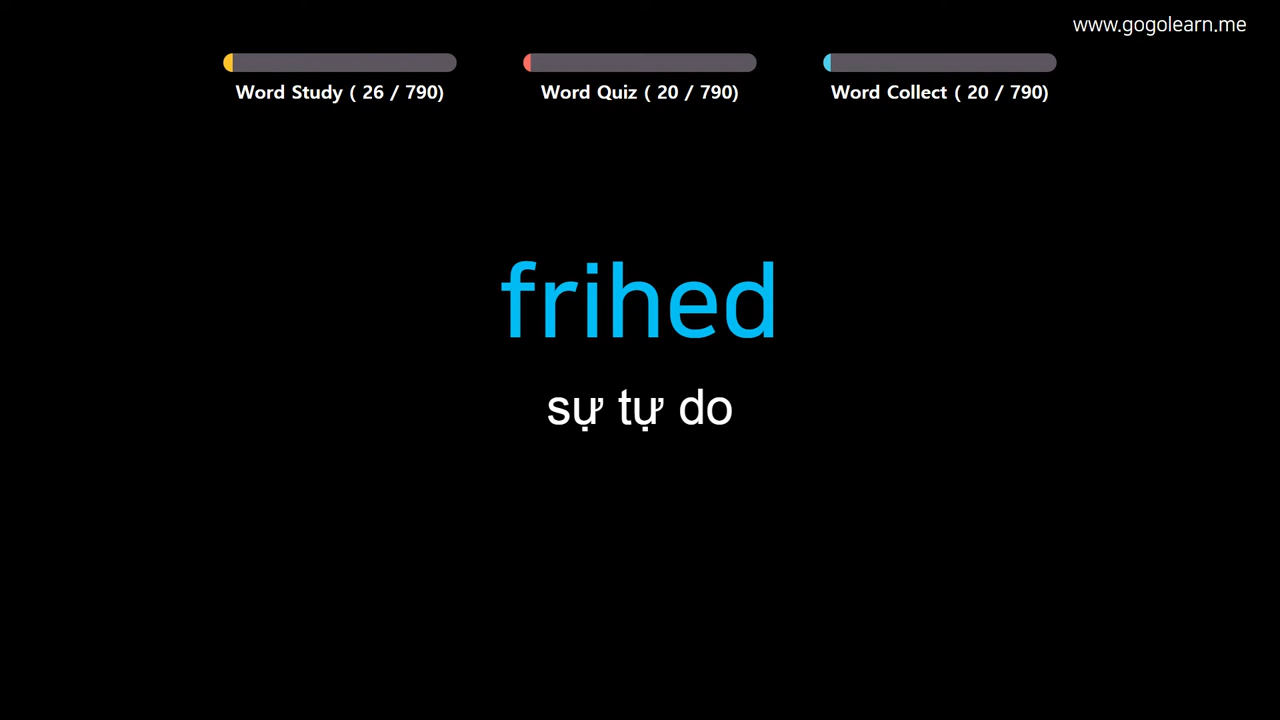 www.gogolearn.me
Word Study ( 26 / 790)
Word Quiz ( 20 / 790)
Word Collect ( 20 / 790)
frihed
sự tự do